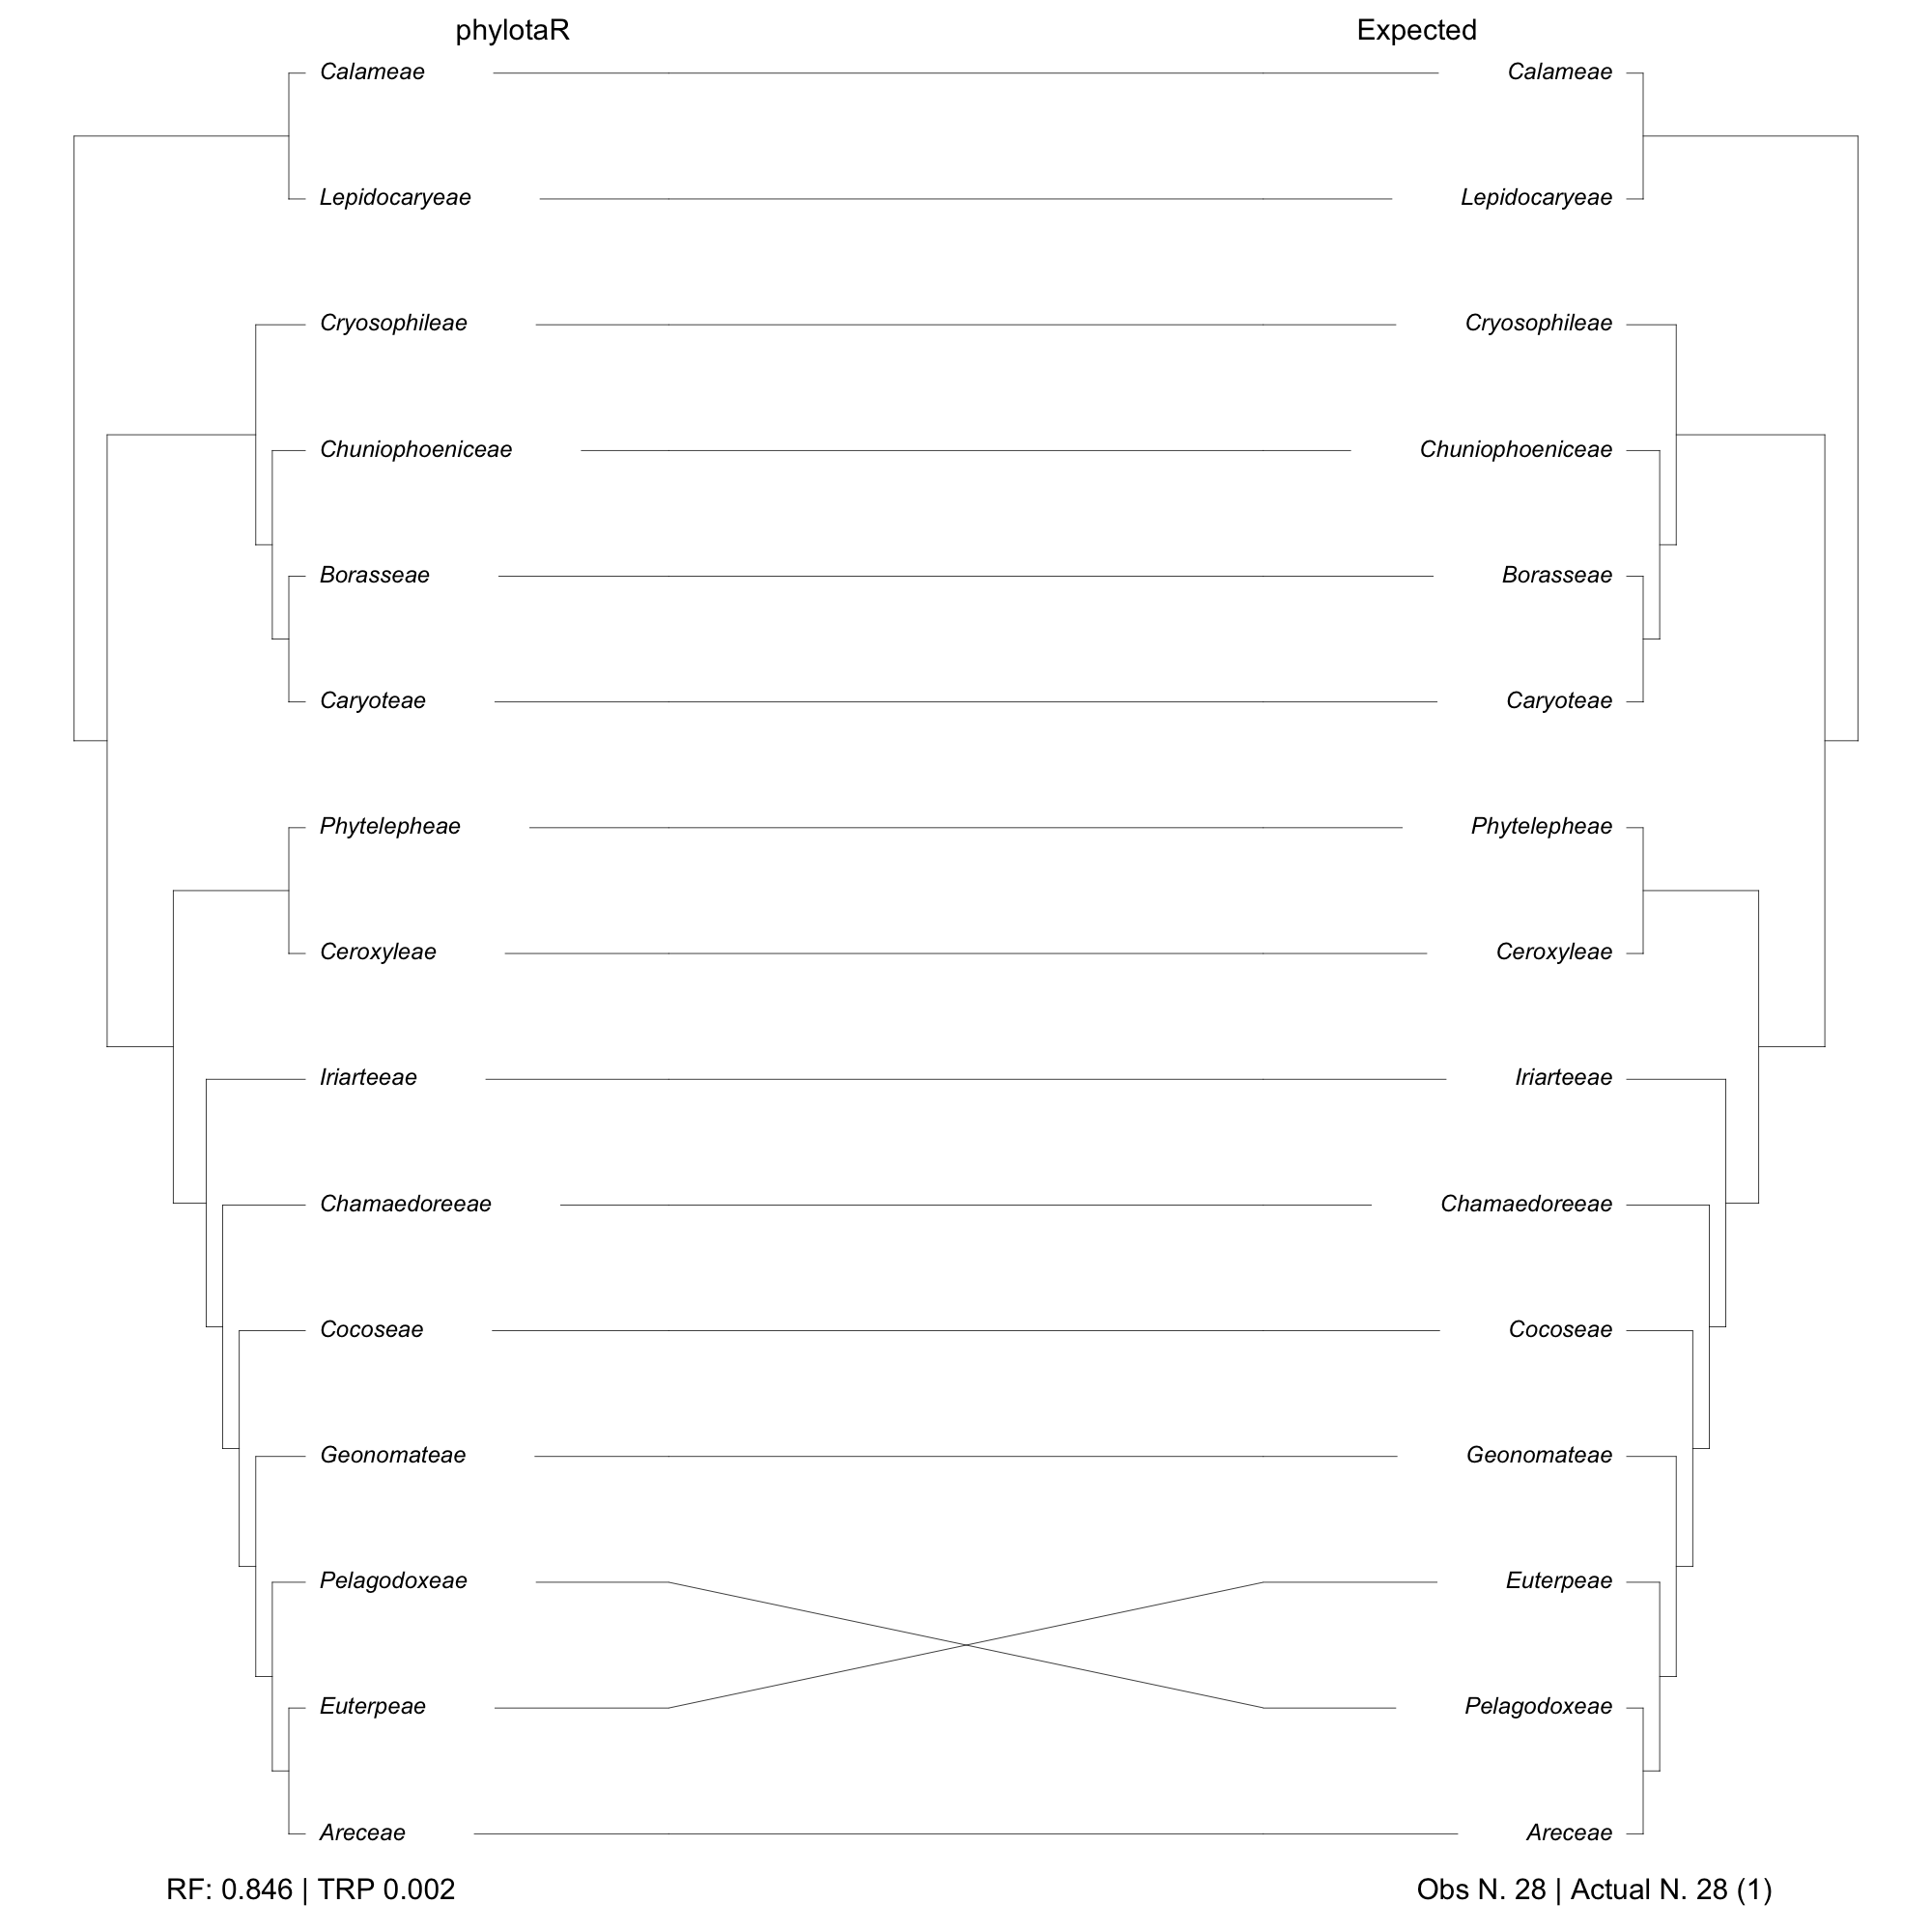 phylotaR Expected
Calameae Calameae
Lepidocaryeae Lepidocaryeae
Cryosophileae Cryosophileae
Chuniophoeniceae Chuniophoeniceae
Borasseae Borasseae
Caryoteae Caryoteae
Phytelepheae Phytelepheae
Ceroxyleae Ceroxyleae
Iriarteeae Iriarteeae
Chamaedoreeae Chamaedoreeae
Cocoseae Cocoseae
Geonomateae Geonomateae
Pelagodoxeae Euterpeae
Euterpeae Pelagodoxeae
Areceae Areceae
RF: 0.846 | TRP 0.002 Obs N. 28 | Actual N. 28 (1)